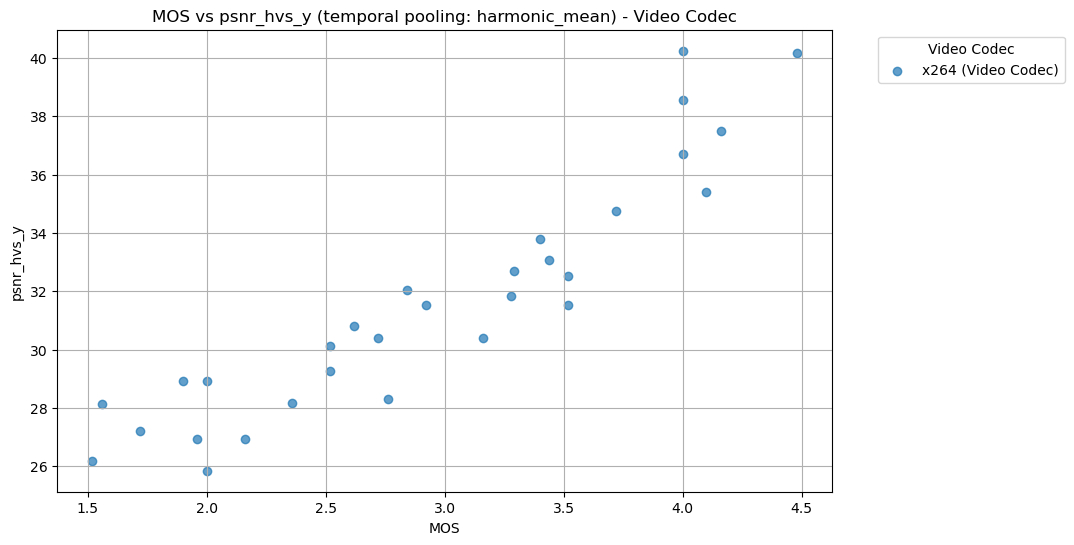 MOS vs psnr_hvs_y (temporal pooling: harmonic_mean) - Video Codec
Video Codec
x264 (Video Codec)
psnr_hvs_y
40
38
36
34
32
30
28
26
1.5 2.0 2.5 3.0 3.5 4.0 4.5
MOS